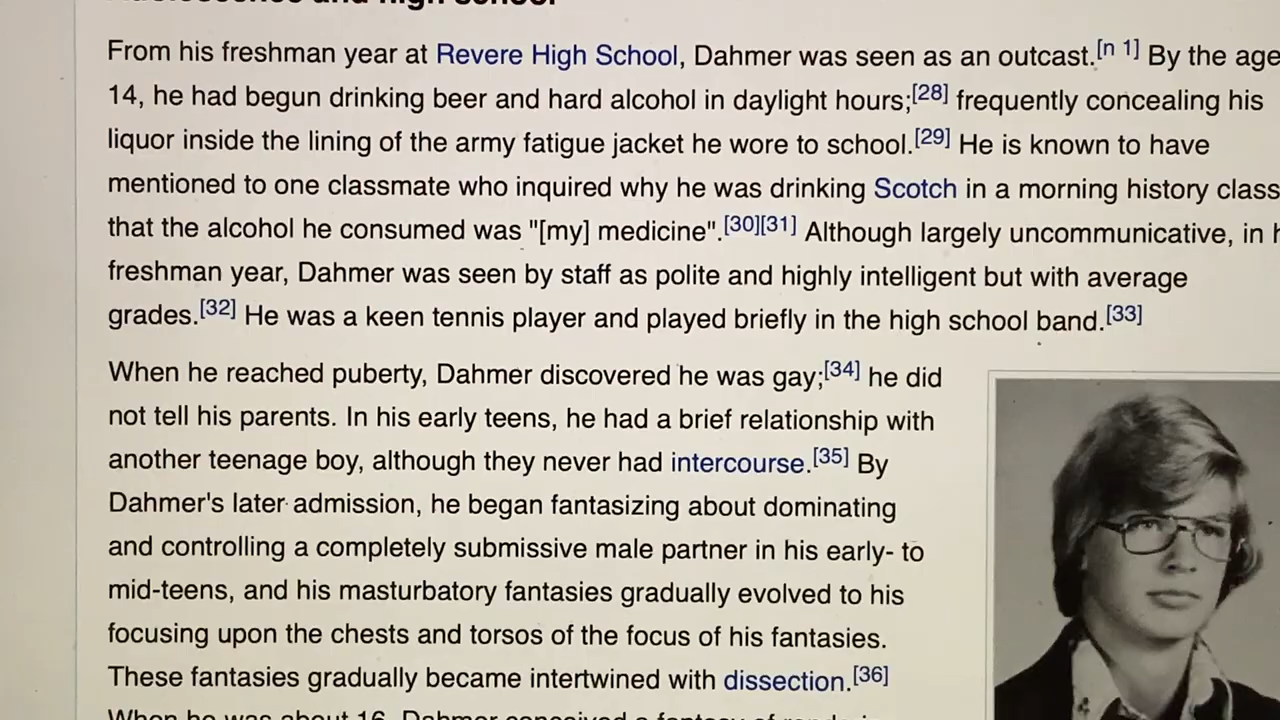 From his freshman year at Revere High School, Dahmer was seen as an outcast.[n 1] By the age
14, he had begun drinking beer and hard alcohol in daylight hours;[28] frequently concealing his
liquor inside the lining of the army fatigue jacket he wore to school.[29] He is known to have
mentioned to one classmate who inquired why he was drinking Scotch in a morning history class
that the alcohol he consumed was "[my] medicine".[30][31] Although largely uncommunicative, in
freshman year, Dahmer was seen by staff as polite and highly intelligent but with average
grades.[32] He was a keen tennis player and played briefly in the high school band.[33]
When he reached puberty, Dahmer discovered he was gay;[34] he did
not tell his parents. In his early teens, he had a brief relationship with
another teenage boy, although they never had intercourse.[35] By
Dahmer's later admission, he began fantasizing about dominating
and controlling a completely submissive male partner in his early- to
mid-teens, and his masturbatory fantasies gradually evolved to his
focusing upon the chests and torsos of the focus of his fantasies.
These fantasies gradually became intertwined with dissection.[36]
When he was about 16, Dahmer conceived a fantasy of